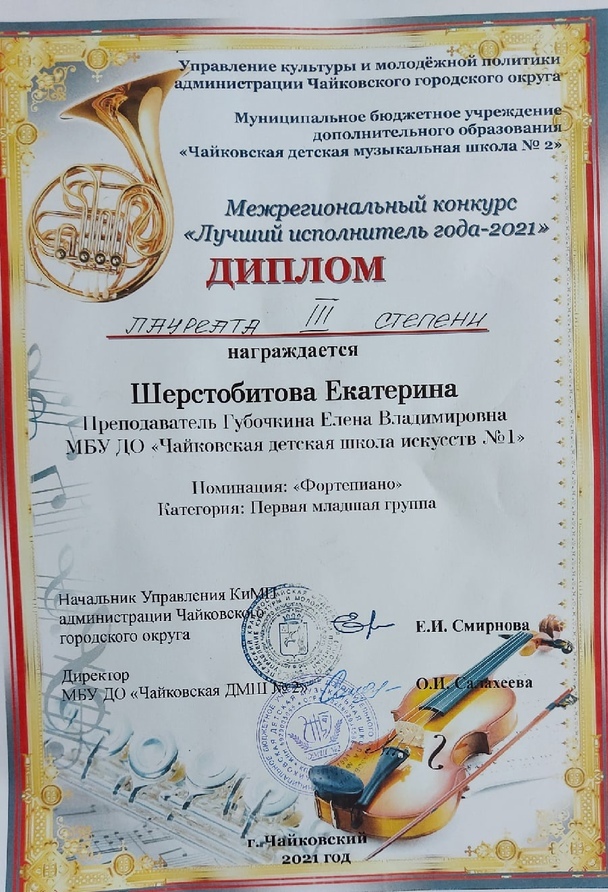 Управление культуры и молодёжной политики
администрации Чайковского городского округа
Муниципальное бюджетное учреждение
дополнительного образования
«Чайковская детская музыкальная школа № 2»
Межрегиональный конкурс
«Лучший исполнитель года-2021»
ДИПЛОМ
ЛАУРЕАТА III СТЕПЕНИ
награждается
Шерстобитова Екатерина
Преподаватель Губочкина Елена Владимировна
МБУ ДО «Чайковская детская школа искусств №1»
Номинация: «Фортепиано»
Категория: Первая младшая группа
Начальник Управления КиМП
администрации Чайковского
городского округа
Е.И. Смирнова
Директор
МБУ ДО «Чайковская ДМШ № 2»
О.И. Салахеева
г. Чайковский
2021 год